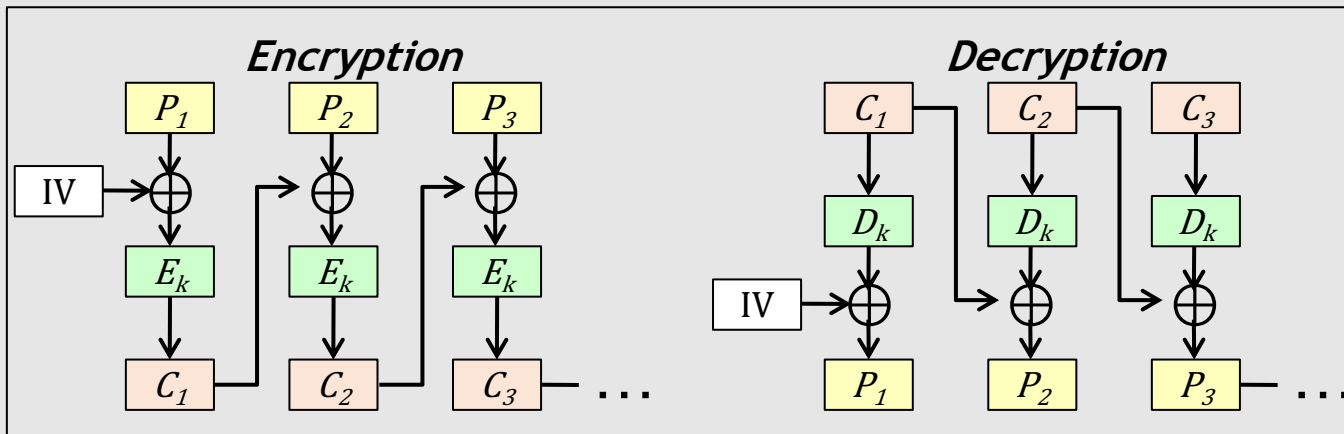 Encryption
P1 P2 P3
IV
Ek Ek Ek
C1 C2 C3 ...
Decryption
C1 C2 C3
Dk Dk Dk
IV
P1 P2 P3 ...